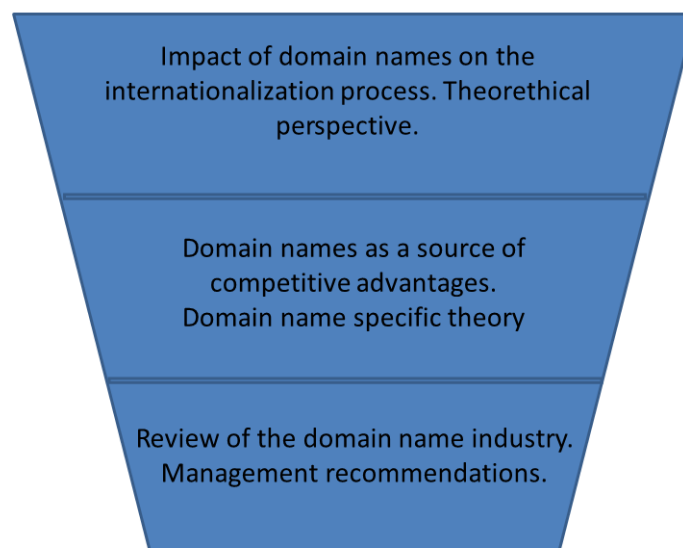 Impact of domain names on the
internationalization process. Theorethical
perspective.
Domain names as a source of
competitive advantages.
Domain name specific theory
Review of the domain name industry.
Management recommendations.